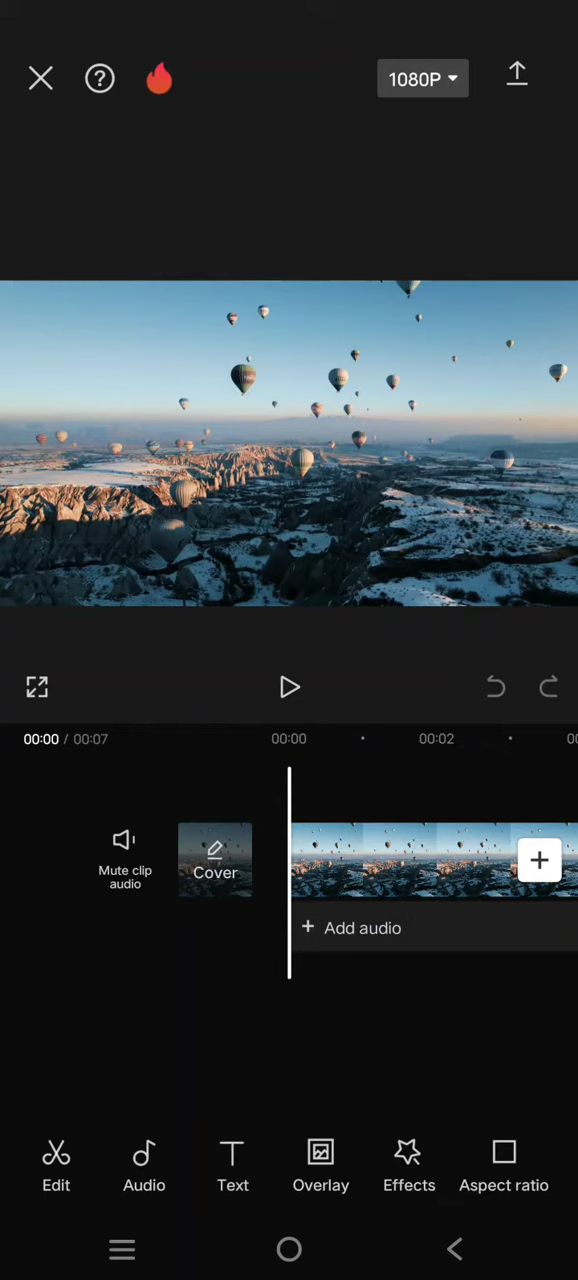 1080P
00:00 / 00:07
00:00
00:02
Mute clip
audio
Cover
+ Add audio
Edit
Audio
Text
Overlay
Effects
Aspect ratio